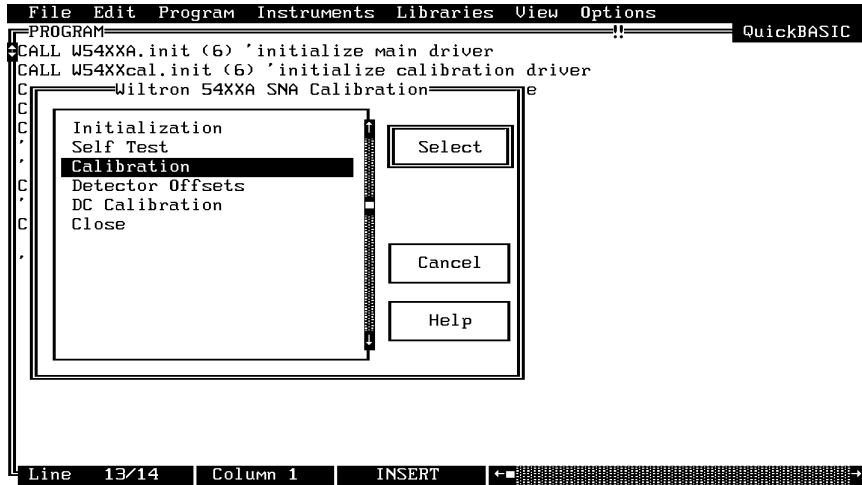 File Edit Program Instruments Libraries View Options
PROGRAM !! QuickBASIC
CALL W54XXA.init (6) 'initialize main driver
CALL W54XXcal.init (6) 'initialize calibration driver
C Wiltron 54XXA SNA Calibration e
C
C Initialization
' Self Test Select
' Calibration
C Detector Offsets
' DC Calibration
C Close
' Cancel
Help
Line 13/14 Column 1 INSERT